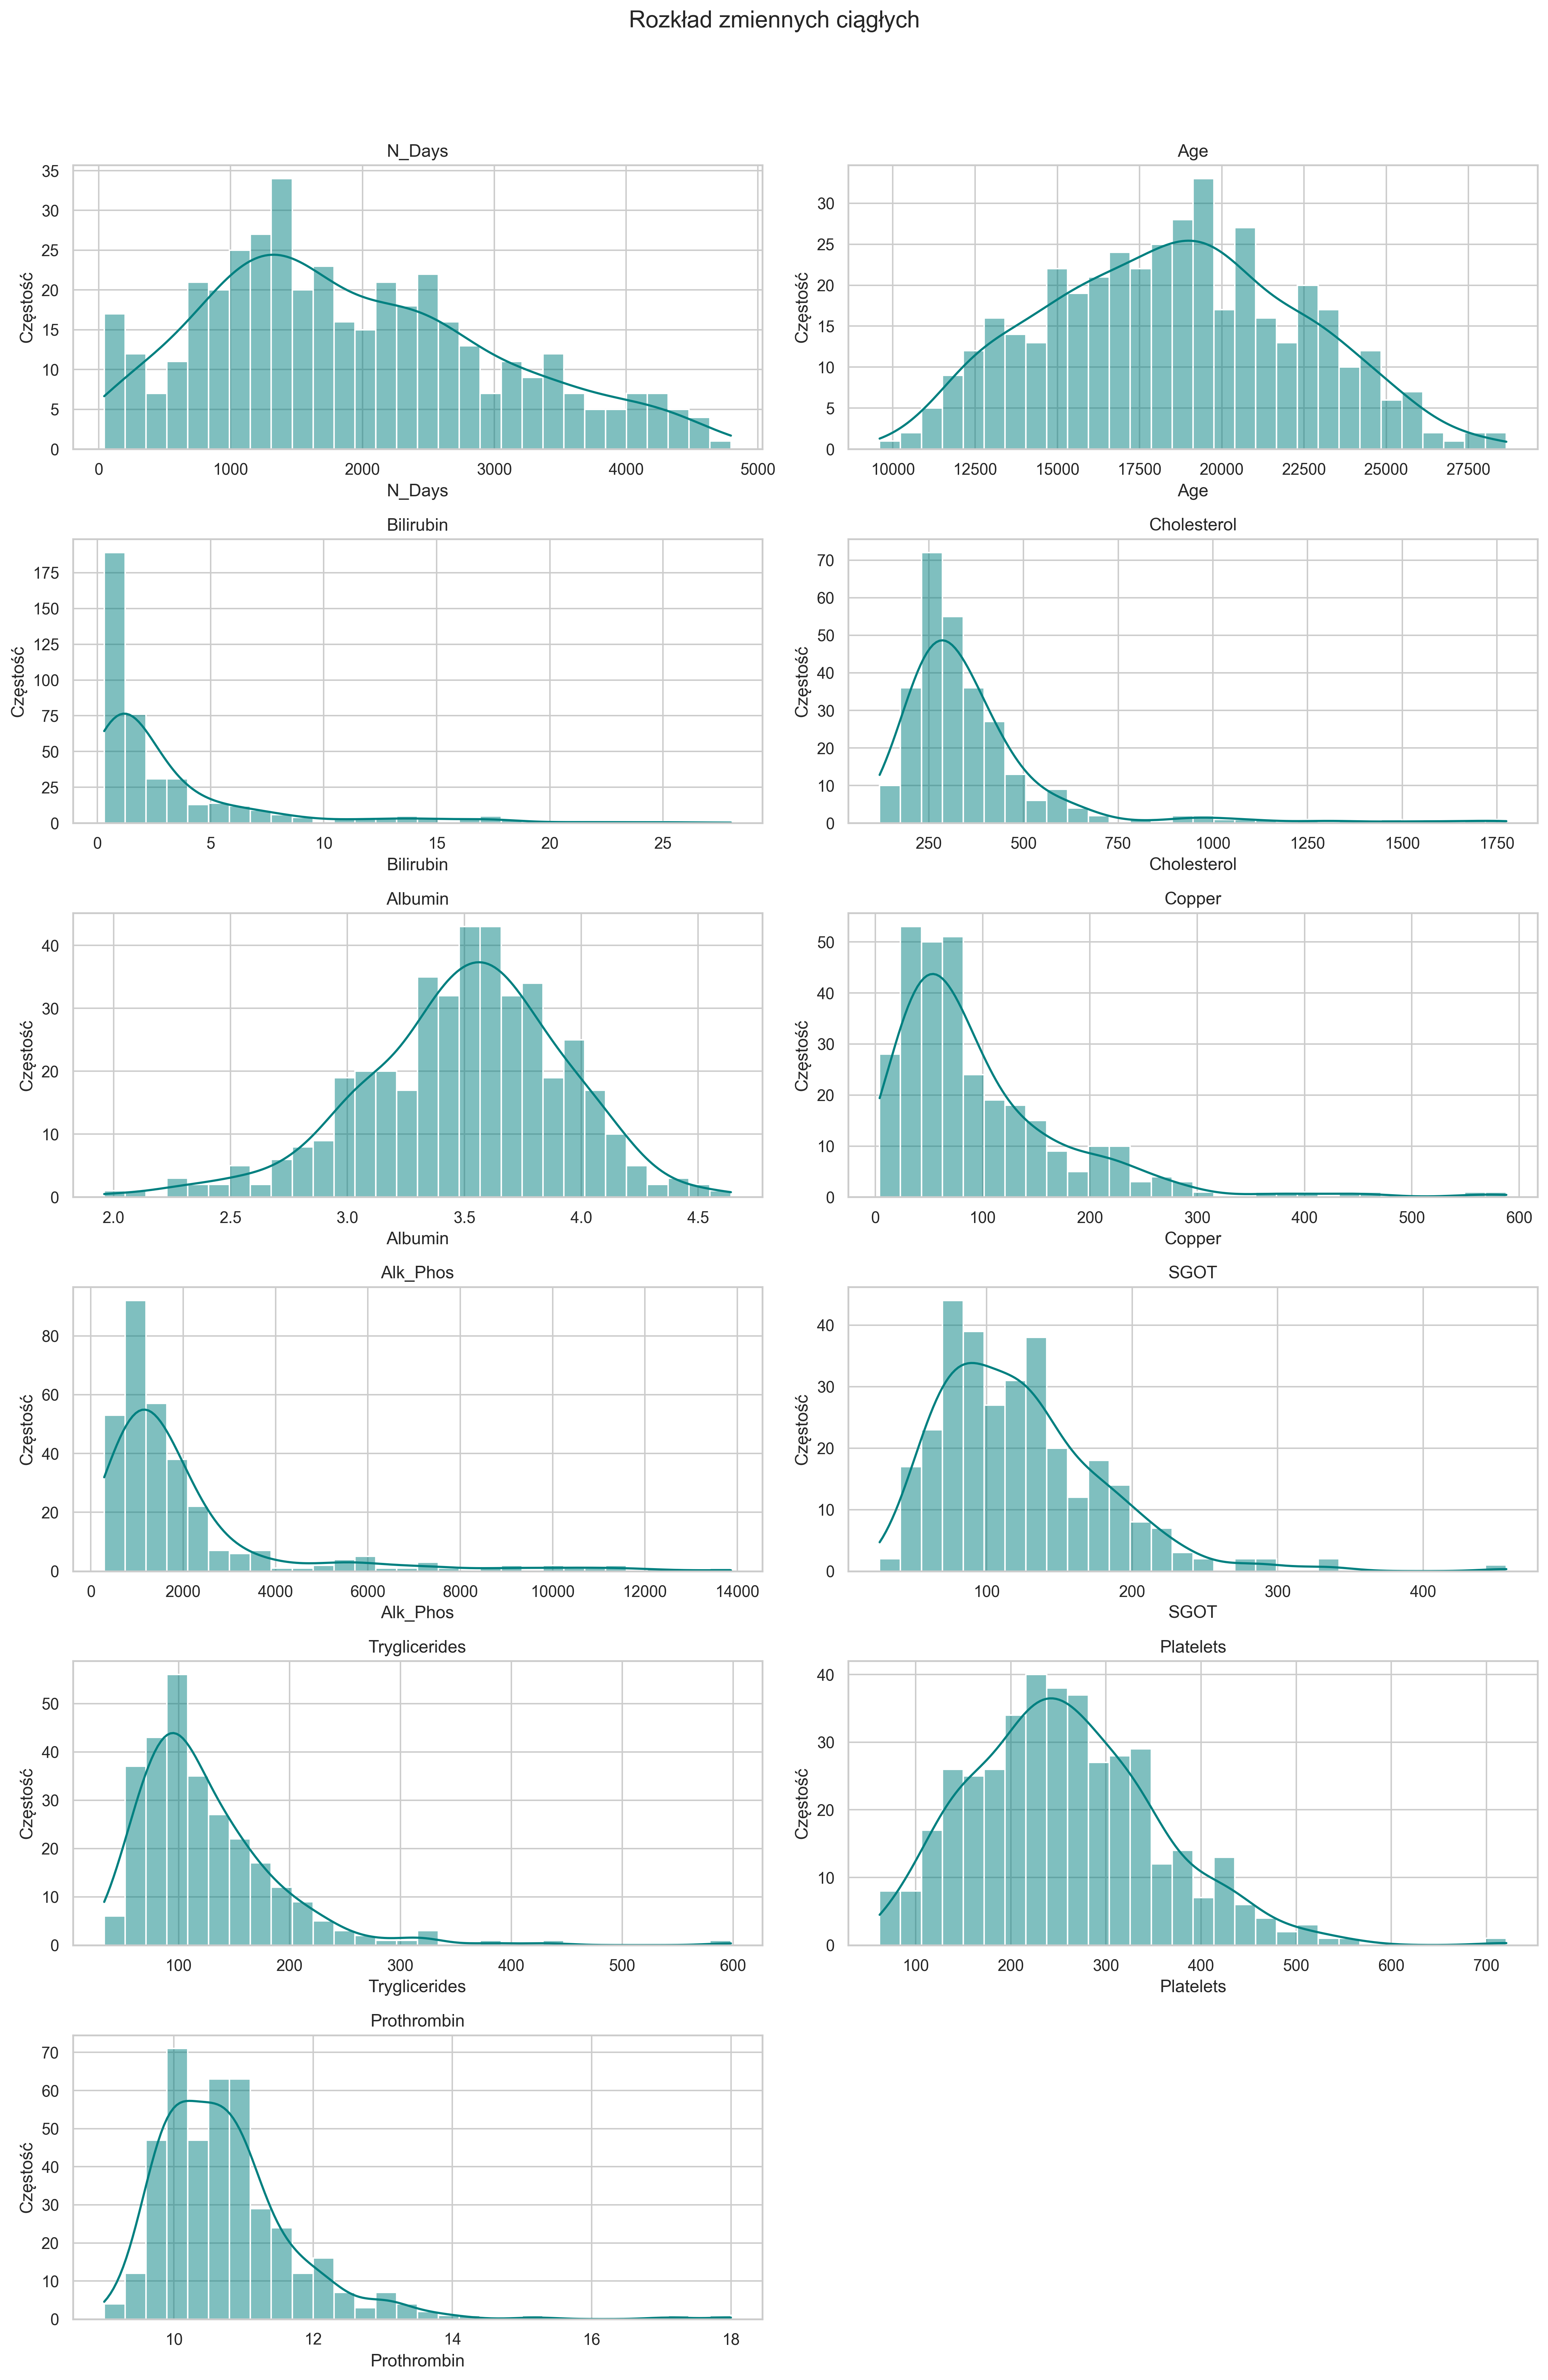 Rozkład zmiennych ciągłych
N_Days
Częstość
35
30
25
20
15
10
5
0
0 1000 2000 3000 4000 5000
N_Days
Age
Częstość
30
25
20
15
10
5
0
10000 12500 15000 17500 20000 22500 25000 27500
Age
Bilirubin
Częstość
175
150
125
100
75
50
25
0
0 5 10 15 20 25
Bilirubin
Cholesterol
Częstość
70
60
50
40
30
20
10
0
250 500 750 1000 1250 1500 1750
Cholesterol
Albumin
Częstość
40
30
20
10
0
2.0 2.5 3.0 3.5 4.0 4.5
Albumin
Copper
Częstość
50
40
30
20
10
0
0 100 200 300 400 500 600
Copper
Alk_Phos
Częstość
80
60
40
20
0
0 2000 4000 6000 8000 10000 12000 14000
Alk_Phos
SGOT
Częstość
40
30
20
10
0
100 200 300 400
SGOT
Tryglicerides
Częstość
50
40
30
20
10
0
100 200 300 400 500 600
Tryglicerides
Platelets
Częstość
40
30
20
10
0
100 200 300 400 500 600 700
Platelets
Prothrombin
Częstość
70
60
50
40
30
20
10
0
10 12 14 16 18
Prothrombin